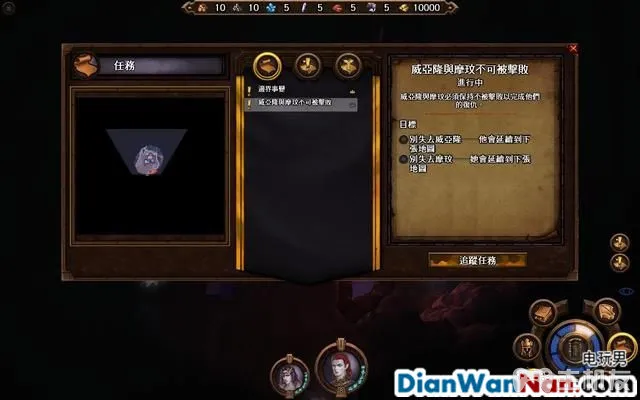 10 10 5 5 5 5 10000
任務
威亞隆與摩玟不可被擊敗
進行中
邊界事變
威亞隆與摩玟不可被擊敗
威亞隆與摩玟必須保持不被擊敗以完成他們
的復仇。
目標
別失去威亞隆——他會延續到下
張地圖
別失去摩玟——她會延續到下張
地圖
追蹤任務
电玩男
DianWanNan.com